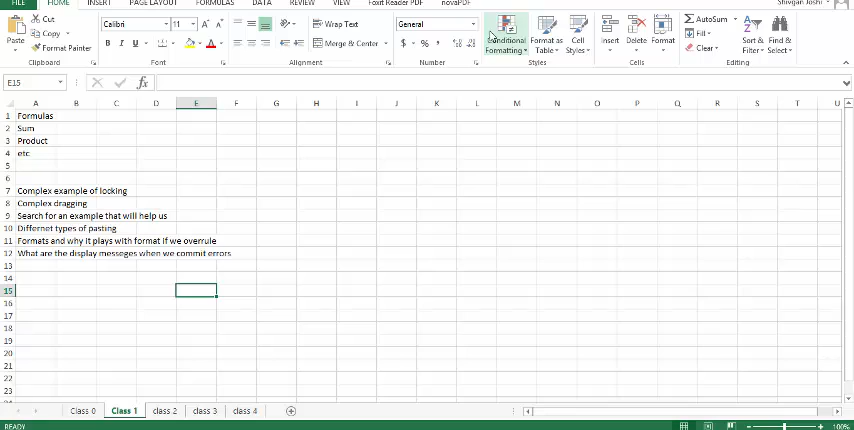 FILE HOME INSERT PAGE LAYOUT FORMULAS DATA REVIEW VIEW Foxit Reader PDF novaPDF Shivgan Joshi
Cut
Copy
Format Painter
Paste
Clipboard
Calibri 11
B I U
Font
Wrap Text
Merge & Center
Alignment
General
$ %
Number
Conditional Formatting
Format as Table
Cell Styles
Styles
Insert Delete Format
Cells
AutoSum
Fill
Clear
Sort & Filter
Find & Select
Editing
E15 fx
A B C D E F G H I J K L M N O P Q R S T U
1 Formulas
2 Sum
3 Product
4 etc
5
6
7 Complex example of locking
8 Complex dragging
9 Search for an example that will help us
10 Differnet types of pasting
11 Formats and why it plays with format if we overrule
12 What are the display messeges when we commit errors
13
14
15
16
17
18
19
20
21
22
23
Class 0 Class 1 class 2 class 3 class 4
READY 100%